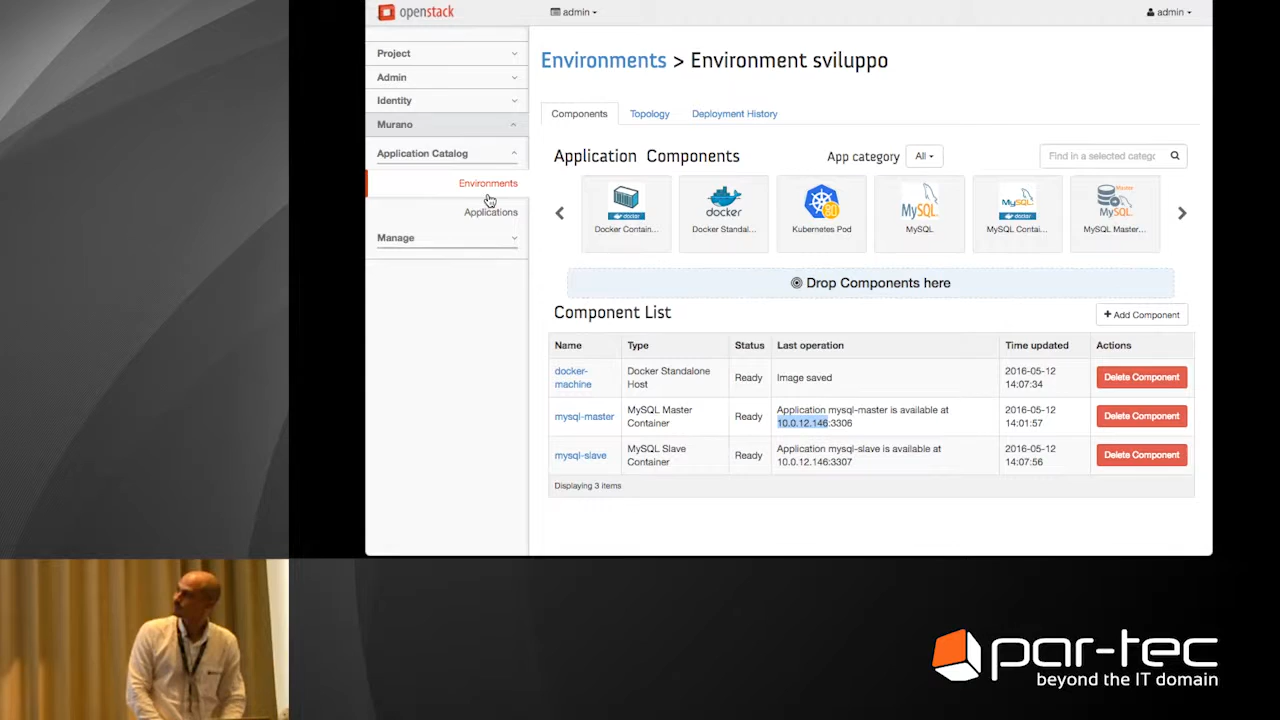 openstack
admin
admin
Project
Admin
Identity
Murano
Application Catalog
Environments
Applications
Manage
Environments > Environment sviluppo
Components
Topology
Deployment History
Application Components
App category
All
Find in a selected catego
docker
Docker Contain...
docker
Docker Standal...
Kubernetes Pod
MySQL
MySQL
MySQL
docker
MySQL Contai...
Master
MySQL
MySQL Master...
Drop Components here
Component List
+ Add Component
Name Type Status Last operation Time updated Actions
docker-machine Docker Standalone Host Ready Image saved 2016-05-12 14:07:34 Delete Component
mysql-master MySQL Master Container Ready Application mysql-master is available at 10.0.12.146:3306 2016-05-12 14:01:57 Delete Component
mysql-slave MySQL Slave Container Ready Application mysql-slave is available at 10.0.12.146:3307 2016-05-12 14:07:56 Delete Component
Displaying 3 items
par-tec
beyond the IT domain